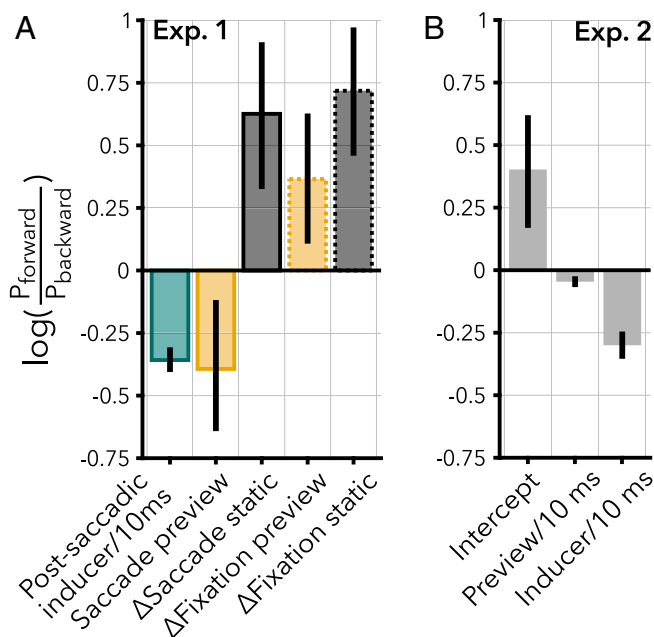 A
Exp. 1
B
Exp. 2
log(P forward / P backward)
1
0.75
0.5
0.25
0
-0.25
-0.5
-0.75
1
0.75
0.5
0.25
0
-0.25
-0.5
-0.75
Post-saccadic
inducer/10ms
Saccade preview
ΔSaccade static
ΔFixation preview
ΔFixation static
Intercept
Preview/10 ms
Inducer/10 ms